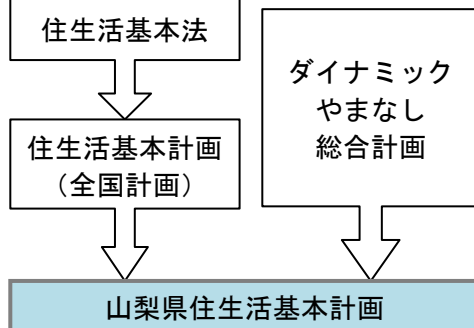 住生活基本法
住生活基本計画
（全国計画）
ダイナミック
やまなし
総合計画
山梨県住生活基本計画